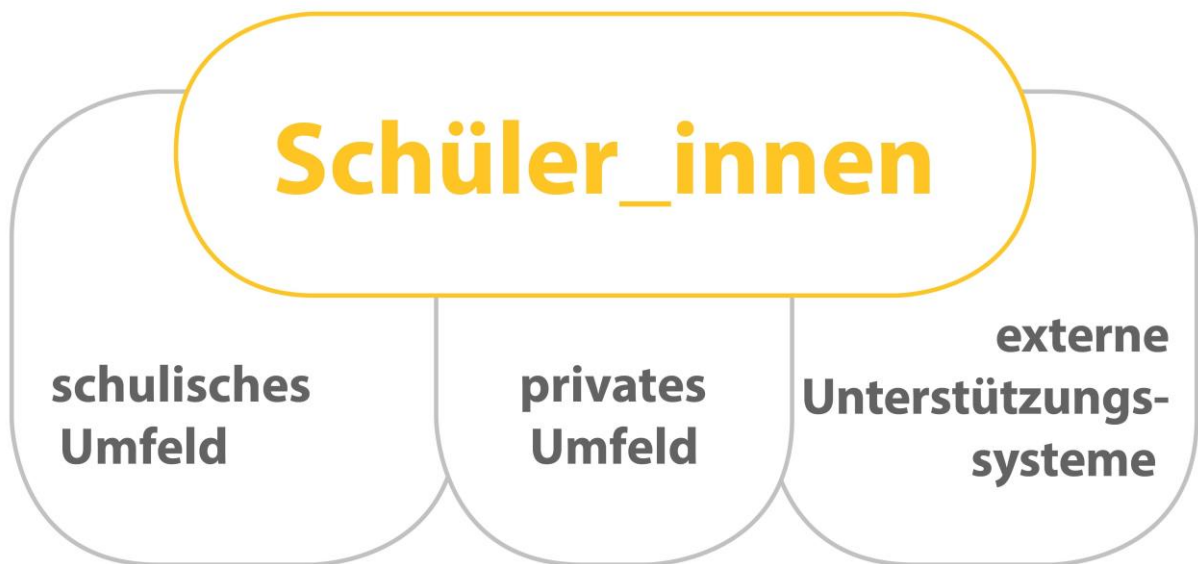 Schüler_innen
schulisches
Umfeld
privates
Umfeld
externe
Unterstützungs-
systeme